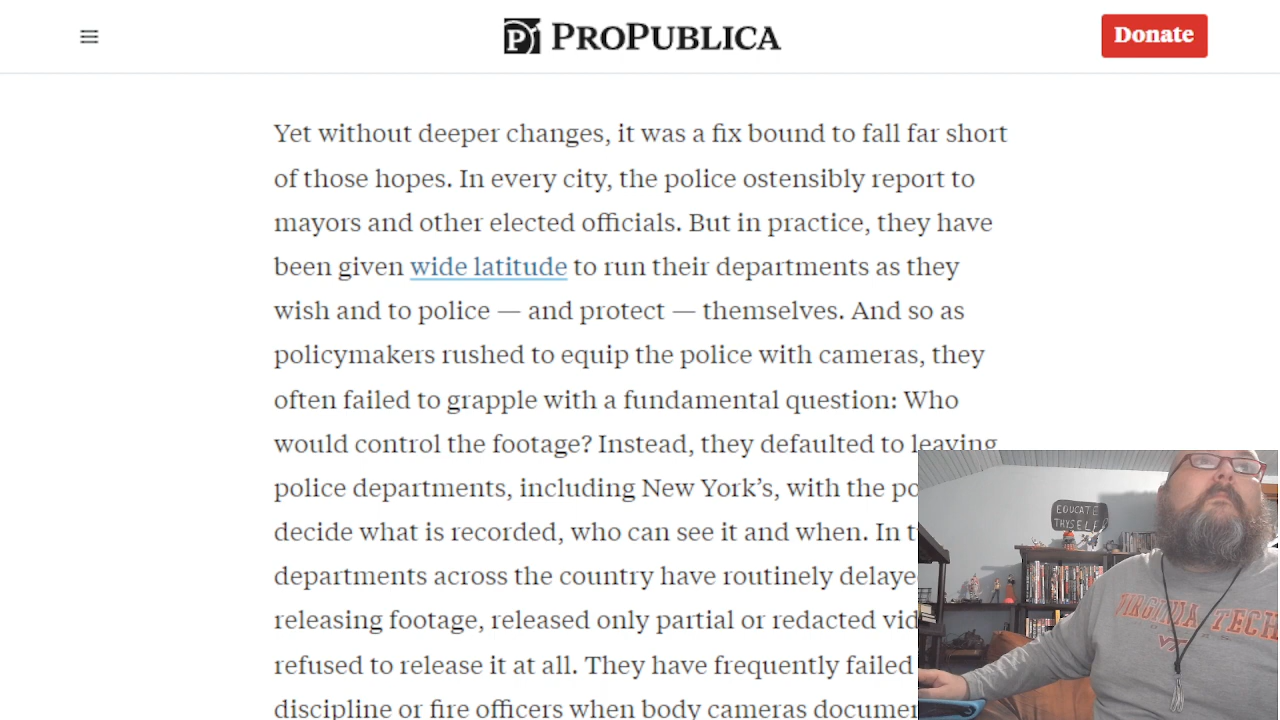 PROPUBLICA
Donate
Yet without deeper changes, it was a fix bound to fall far short
of those hopes. In every city, the police ostensibly report to
mayors and other elected officials. But in practice, they have
been given wide latitude to run their departments as they
wish and to police — and protect — themselves. And so as
policymakers rushed to equip the police with cameras, they
often failed to grapple with a fundamental question: Who
would control the footage? Instead, they defaulted to leaving
police departments, including New York’s, with the
decide what is recorded, who can see it and when. In
departments across the country have routinely
releasing footage, released only partial or redacted
refused to release it at all. They have frequently failed
discipline or fire officers when body cameras
EDUCATE
THYSELF
VIRGINIA TECH
VT